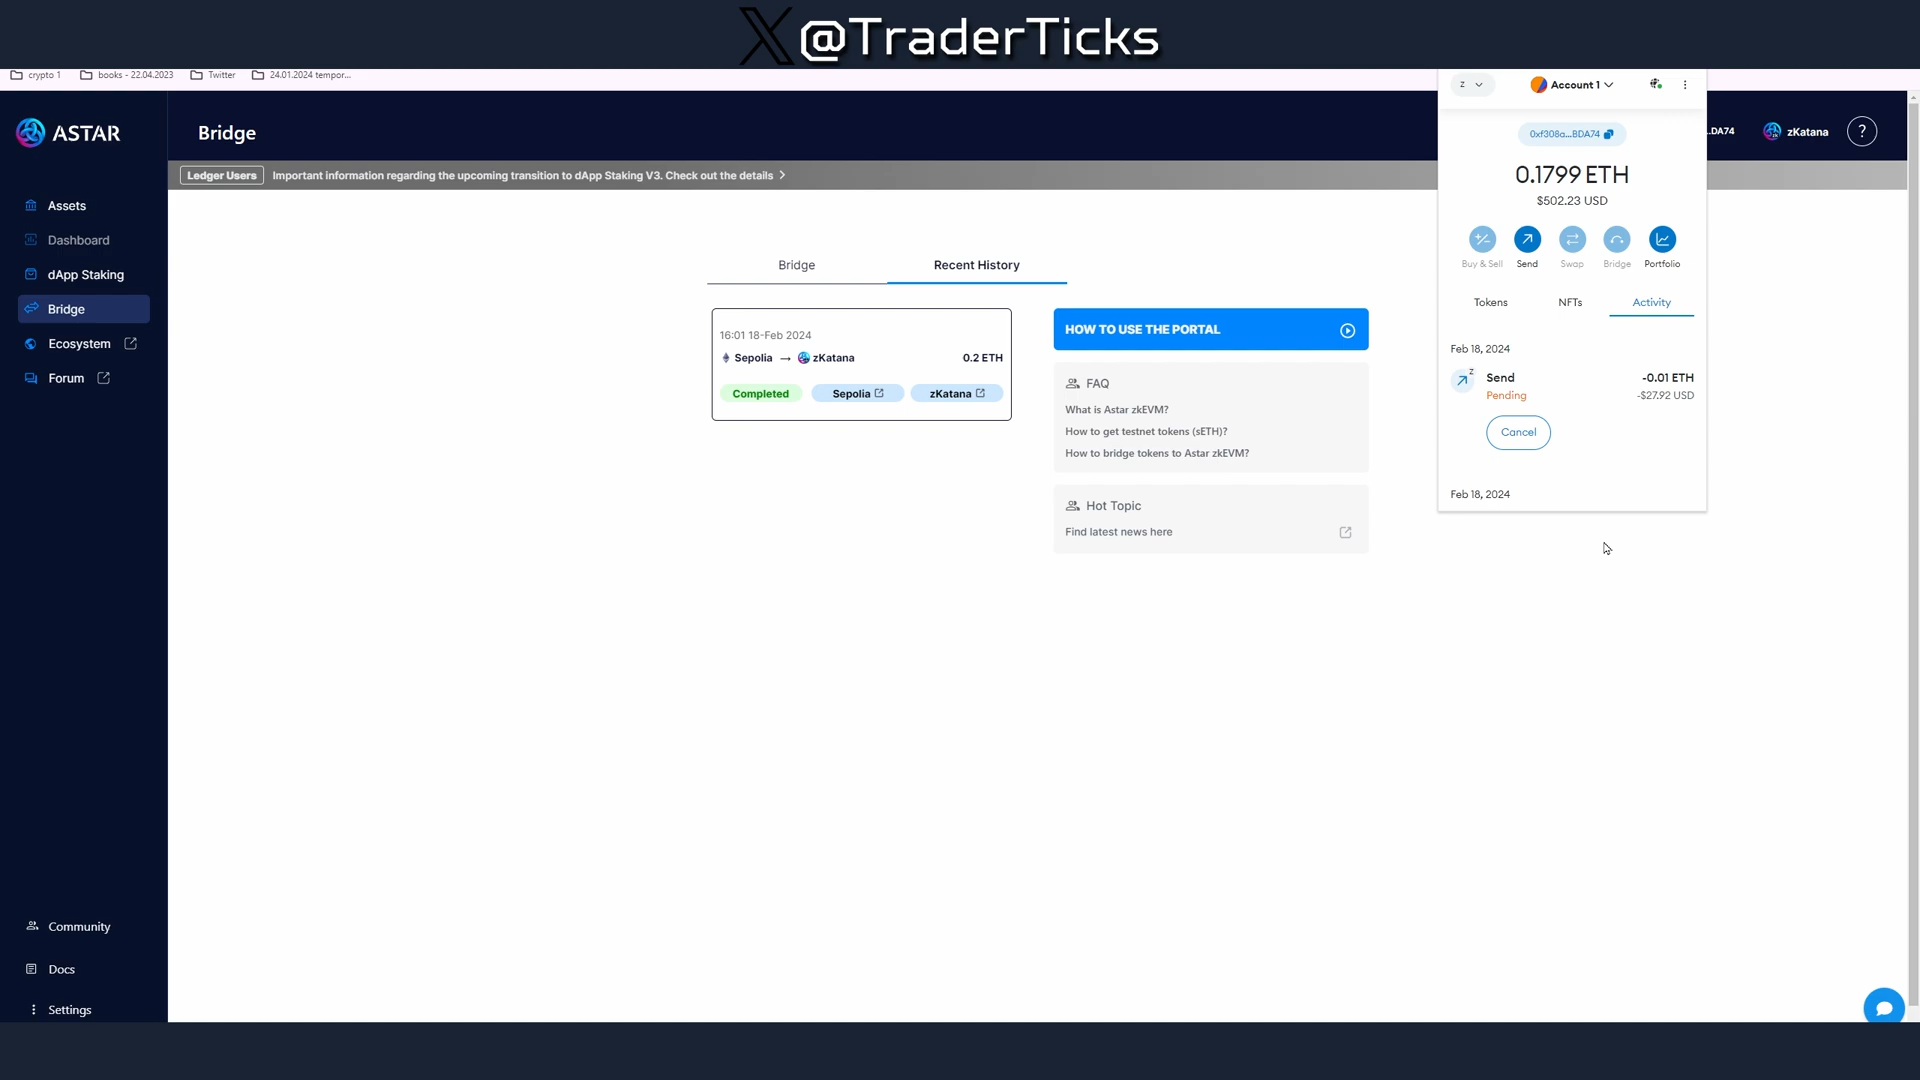 X@TraderTicks
crypto 1
books - 22.04.2023
Twitter
24.01.2024 tempor...
ASTAR
Bridge
Z
Account 1
0xf308a...BDA74
...DA74
zKatana
?
Ledger Users
Important information regarding the upcoming transition to dApp Staking V3. Check out the details
0.1799 ETH
$502.23 USD
Assets
Dashboard
dApp Staking
Bridge
Ecosystem
Forum
Buy & Sell
Send
Swap
Bridge
Portfolio
Tokens
NFTs
Activity
Feb 18, 2024
Z
Send
-0.01 ETH
Pending
-$27.92 USD
Cancel
Feb 18, 2024
Bridge
Recent History
16:01 18-Feb 2024
Sepolia → zKatana
0.2 ETH
Completed
Sepolia
zKatana
HOW TO USE THE PORTAL
FAQ
What is Astar zkEVM?
How to get testnet tokens (sETH)?
How to bridge tokens to Astar zkEVM?
Hot Topic
Find latest news here
Community
Docs
Settings